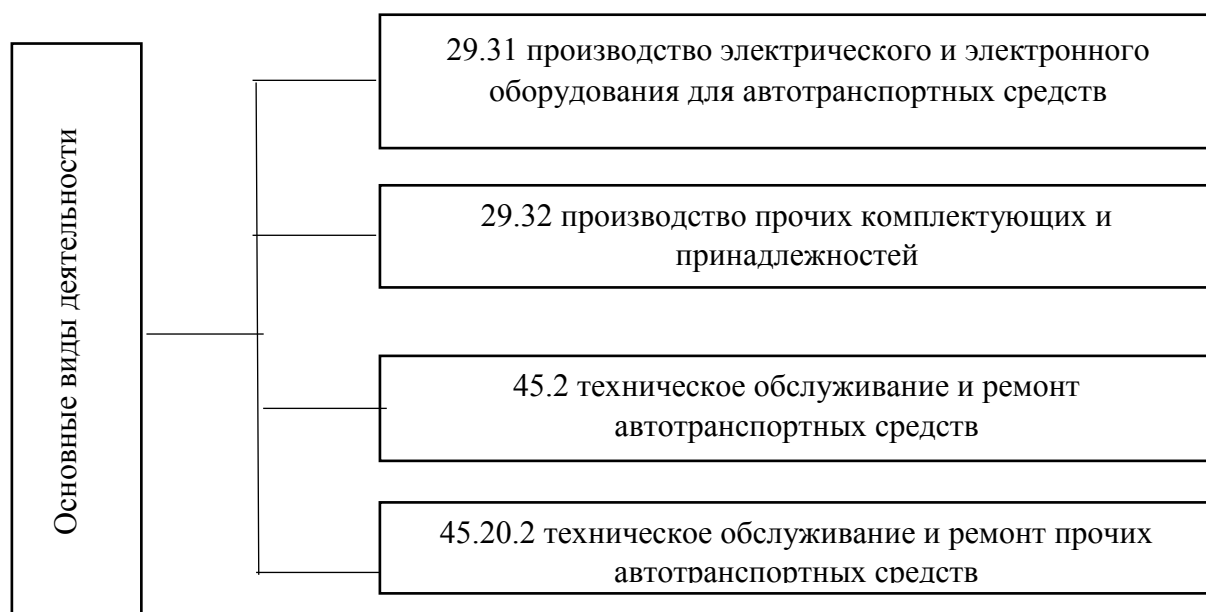 Основные виды деятельности
29.31 производство электрического и электронного
оборудования для автотранспортных средств
29.32 производство прочих комплектующих и
принадлежностей
45.2 техническое обслуживание и ремонт
автотранспортных средств
45.20.2 техническое обслуживание и ремонт прочих
автотранспортных средств